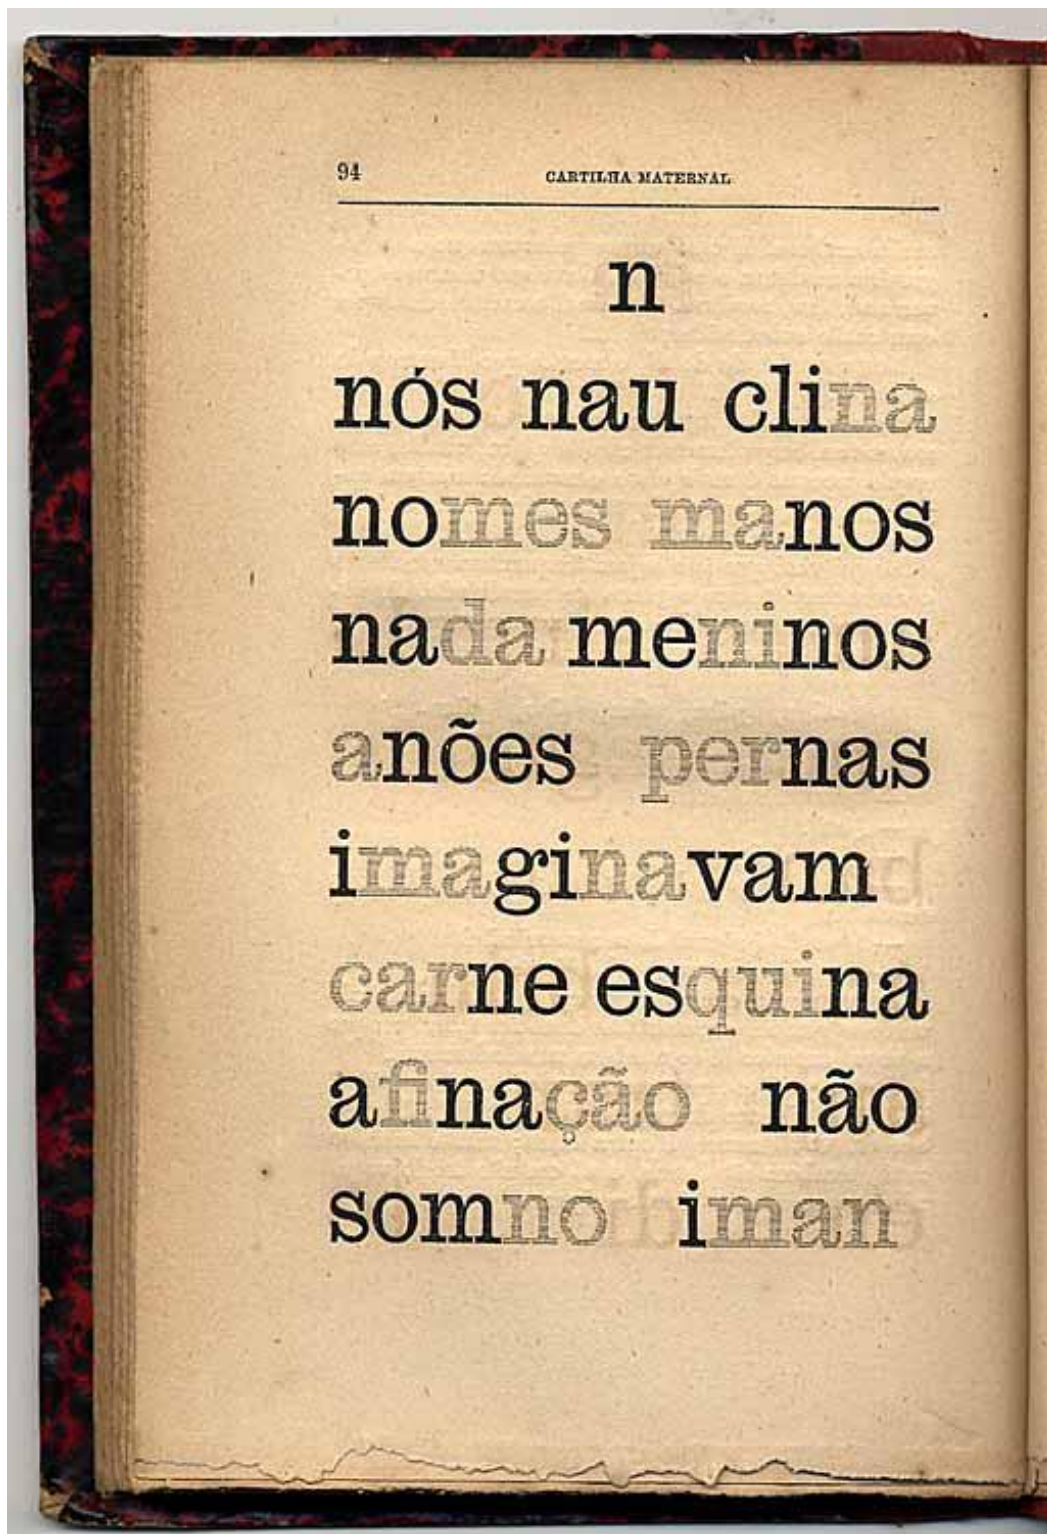 94 CARTILHA MATERNAL
n
nós nau clina
nomes manos
nada meninos
anões pernas
imaginavam
carne esquina
afinação não
somno iman